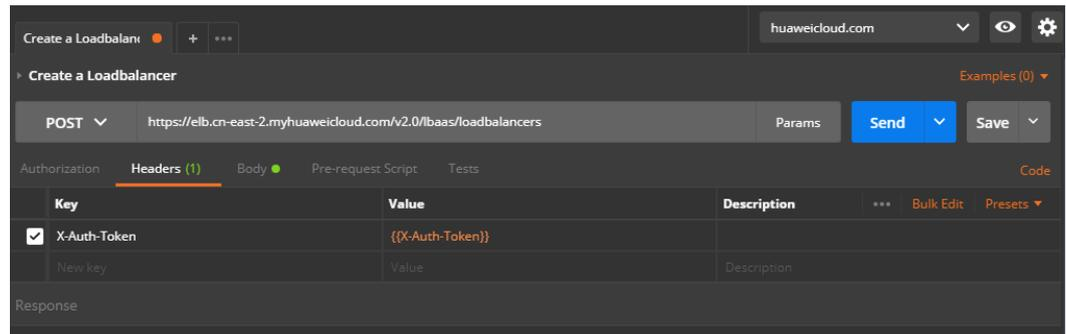 Create a Loadbalan
+
huaweicloud.com
Create a Loadbalancer
Examples (0)
POST https://elb.cn-east-2.myhuaweicloud.com/v2.0/lbaas/loadbalancers Params Send Save
Authorization Headers (1) Body Pre-request Script Tests Code
Key Value Description Bulk Edit Presets
X-Auth-Token {{X-Auth-Token}}
New key Value Description
Response